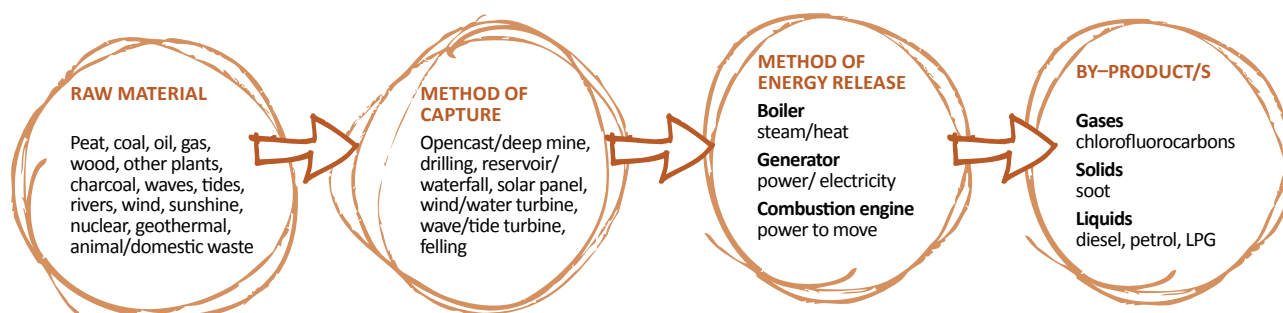 RAW MATERIAL
Peat, coal, oil, gas,
wood, other plants,
charcoal, waves, tides,
rivers, wind, sunshine,
nuclear, geothermal,
animal/domestic waste
METHOD OF
CAPTURE
Opencast/deep mine,
drilling, reservoir/
waterfall, solar panel,
wind/water turbine,
wave/tide turbine,
felling
METHOD OF
ENERGY RELEASE
Boiler
steam/heat
Generator
power/ electricity
Combustion engine
power to move
BY–PRODUCT/S
Gases
chlorofluorocarbons
Solids
soot
Liquids
diesel, petrol, LPG